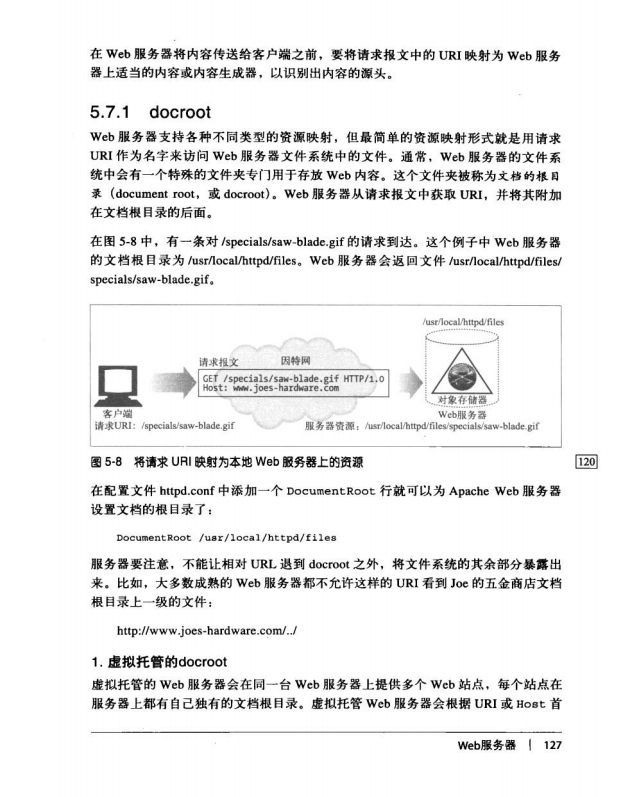 在 Web 服务器将内容传送给客户端之前，要将请求报文中的 URI 映射为 Web 服务
器上适当的内容或内容生成器，以识别出内容的源头。
5.7.1 docroot
Web 服务器支持各种不同类型的资源映射，但最简单的资源映射形式就是用请求
URI 作为名字来访问 Web 服务器文件系统中的文件。通常，Web 服务器的文件系
统中会有一个特殊的文件夹专门用于存放 Web 内容。这个文件夹被称为文档的根目
录（document root，或 docroot）。Web 服务器从请求报文中获取 URI，并将其附加
在文档根目录的后面。
在图 5-8 中，有一条对 /specials/saw-blade.gif 的请求到达。这个例子中 Web 服务器
的文档根目录为 /usr/local/httpd/files。Web 服务器会返回文件 /usr/local/httpd/files/
specials/saw-blade.gif。
/usr/local/httpd/files
请求报文 因特网
GET /specials/saw-blade.gif HTTP/1.0
Host: www.joes-hardware.com
对象存储器
客户端 Web服务器
请求URI：/specials/saw-blade.gif 服务器资源：/usr/local/httpd/files/specials/saw-blade.gif
图 5-8 将请求 URI 映射为本地 Web 服务器上的资源
120
在配置文件 httpd.conf 中添加一个 DocumentRoot 行就可以为 Apache Web 服务器
设置文档的根目录了：
DocumentRoot /usr/local/httpd/files
服务器要注意，不能让相对 URL 退到 docroot 之外，将文件系统的其余部分暴露出
来。比如，大多数成熟的 Web 服务器都不允许这样的 URI 看到 Joe 的五金商店文档
根目录上一级的文件：
http://www.joes-hardware.com/../
1. 虚拟托管的docroot
虚拟托管的 Web 服务器会在同一台 Web 服务器上提供多个 Web 站点，每个站点在
服务器上都有自己独有的文档根目录。虚拟托管 Web 服务器会根据 URI 或 Host 首
Web服务器 | 127